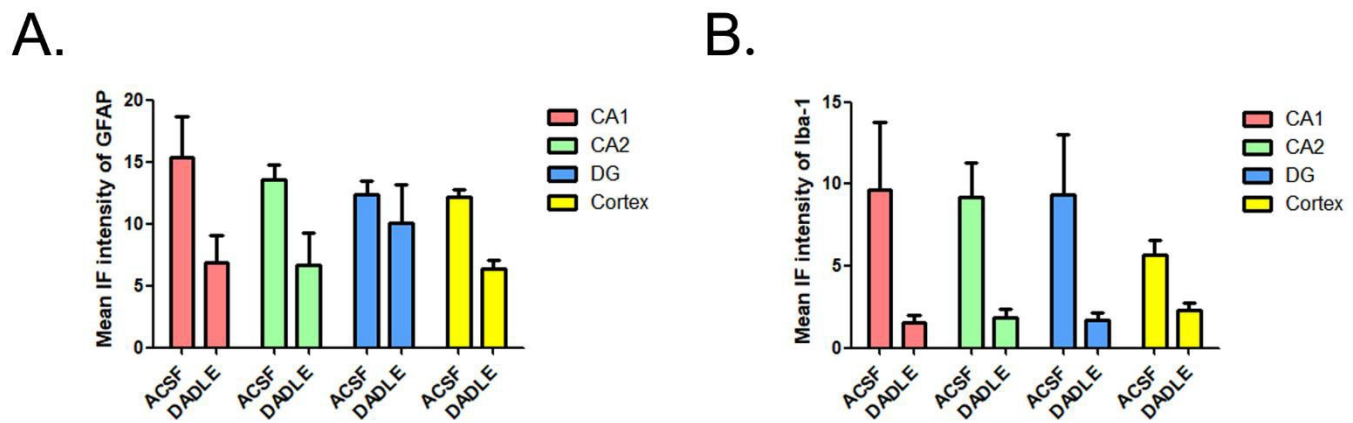 A.
Mean IF intensity of GFAP
20
15
10
5
0
ACSF
DADLE
ACSF
DADLE
ACSF
DADLE
ACSF
DADLE
CA1
CA2
DG
Cortex
B.
Mean IF intensity of Iba-1
15
10
5
0
ACSF
DADLE
ACSF
DADLE
ACSF
DADLE
ACSF
DADLE
CA1
CA2
DG
Cortex